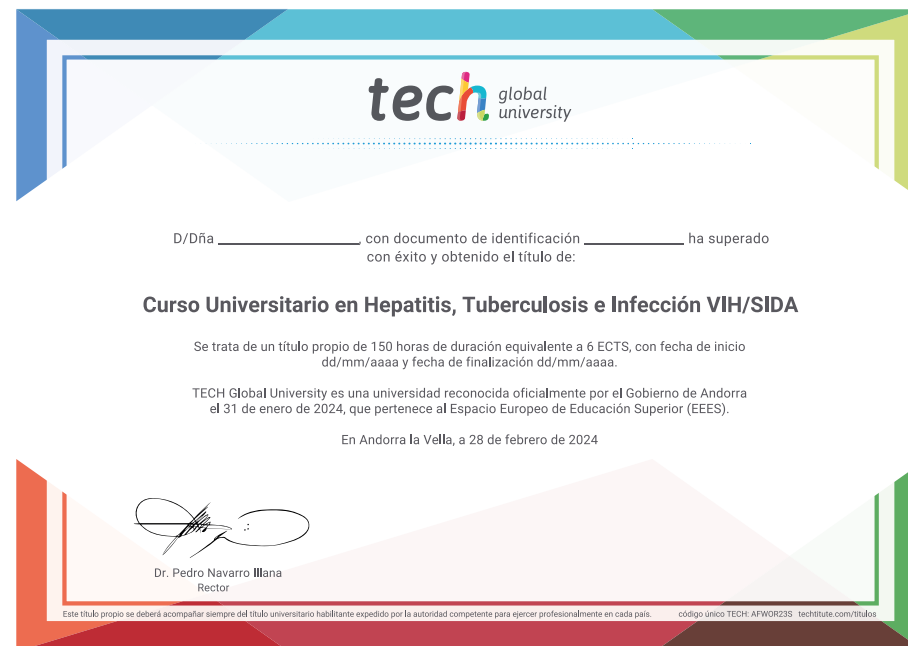 tech global university
D/Dña ____________________, con documento de identificación ______________ ha superado
con éxito y obtenido el título de:
Curso Universitario en Hepatitis, Tuberculosis e Infección VIH/SIDA
Se trata de un título propio de 150 horas de duración equivalente a 6 ECTS, con fecha de inicio
dd/mm/aaaa y fecha de finalización dd/mm/aaaa.
TECH Global University es una universidad reconocida oficialmente por el Gobierno de Andorra
el 31 de enero de 2024, que pertenece al Espacio Europeo de Educación Superior (EEES).
En Andorra la Vella, a 28 de febrero de 2024
Dr. Pedro Navarro Illana
Rector
Este título propio se deberá acompañar siempre del título universitario habilitante expedido por la autoridad competente para ejercer profesionalmente en cada país. código único TECH: AFWOR23S techtitute.com/titulos